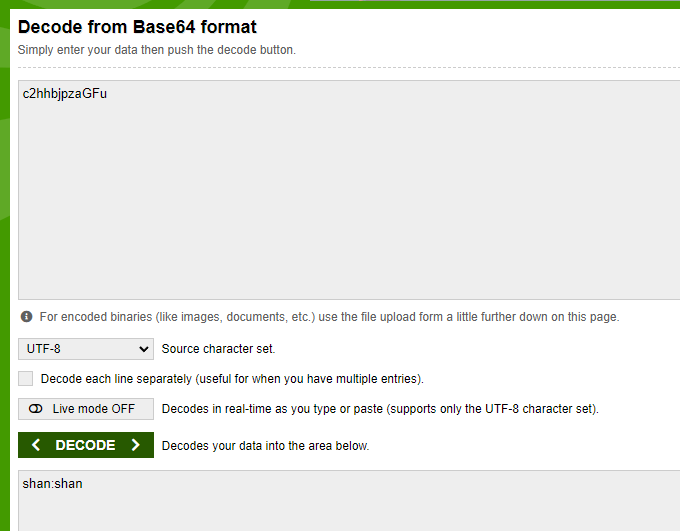 Decode from Base64 format
Simply enter your data then push the decode button.
c2hhbjpzaGFu
For encoded binaries (like images, documents, etc.) use the file upload form a little further down on this page.
UTF-8 Source character set.
Decode each line separately (useful for when you have multiple entries).
Live mode OFF Decodes in real-time as you type or paste (supports only the UTF-8 character set).
< DECODE > Decodes your data into the area below.
shan:shan